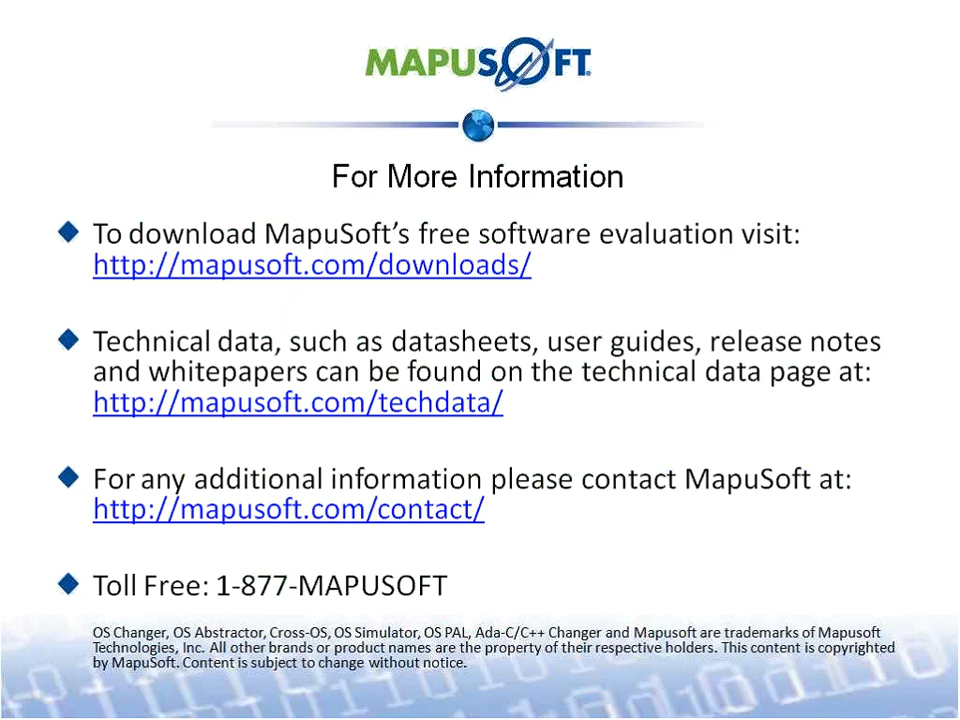 MAPUSOFT.
For More Information
To download MapuSoft's free software evaluation visit:
http://mapusoft.com/downloads/
Technical data, such as datasheets, user guides, release notes
and whitepapers can be found on the technical data page at:
http://mapusoft.com/techdata/
For any additional information please contact MapuSoft at:
http://mapusoft.com/contact/
Toll Free: 1-877-MAPUSOFT
OS Changer, OS Abstractor, Cross-OS, OS Simulator, OS PAL, Ada-C/C++ Changer and Mapusoft are trademarks of Mapusoft
Technologies, Inc. All other brands or product names are the property of their respective holders. This content is copyrighted
by MapuSoft. Content is subject to change without notice.